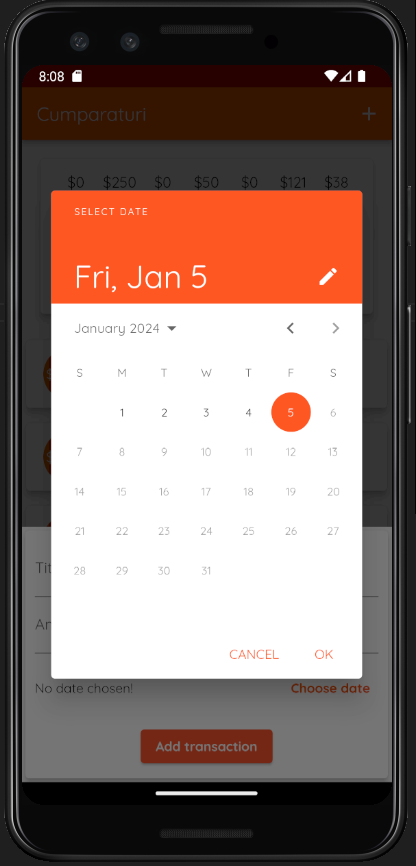 8:08
Cumparaturi
$0 $250 $0 $50 $0 $121 $38
SELECT DATE
Fri, Jan 5
January 2024
S M T W T F S
1 2 3 4 5 6
7 8 9 10 11 12 13
14 15 16 17 18 19 20
21 22 23 24 25 26 27
28 29 30 31
CANCEL OK
No date chosen! Choose date
Add transaction